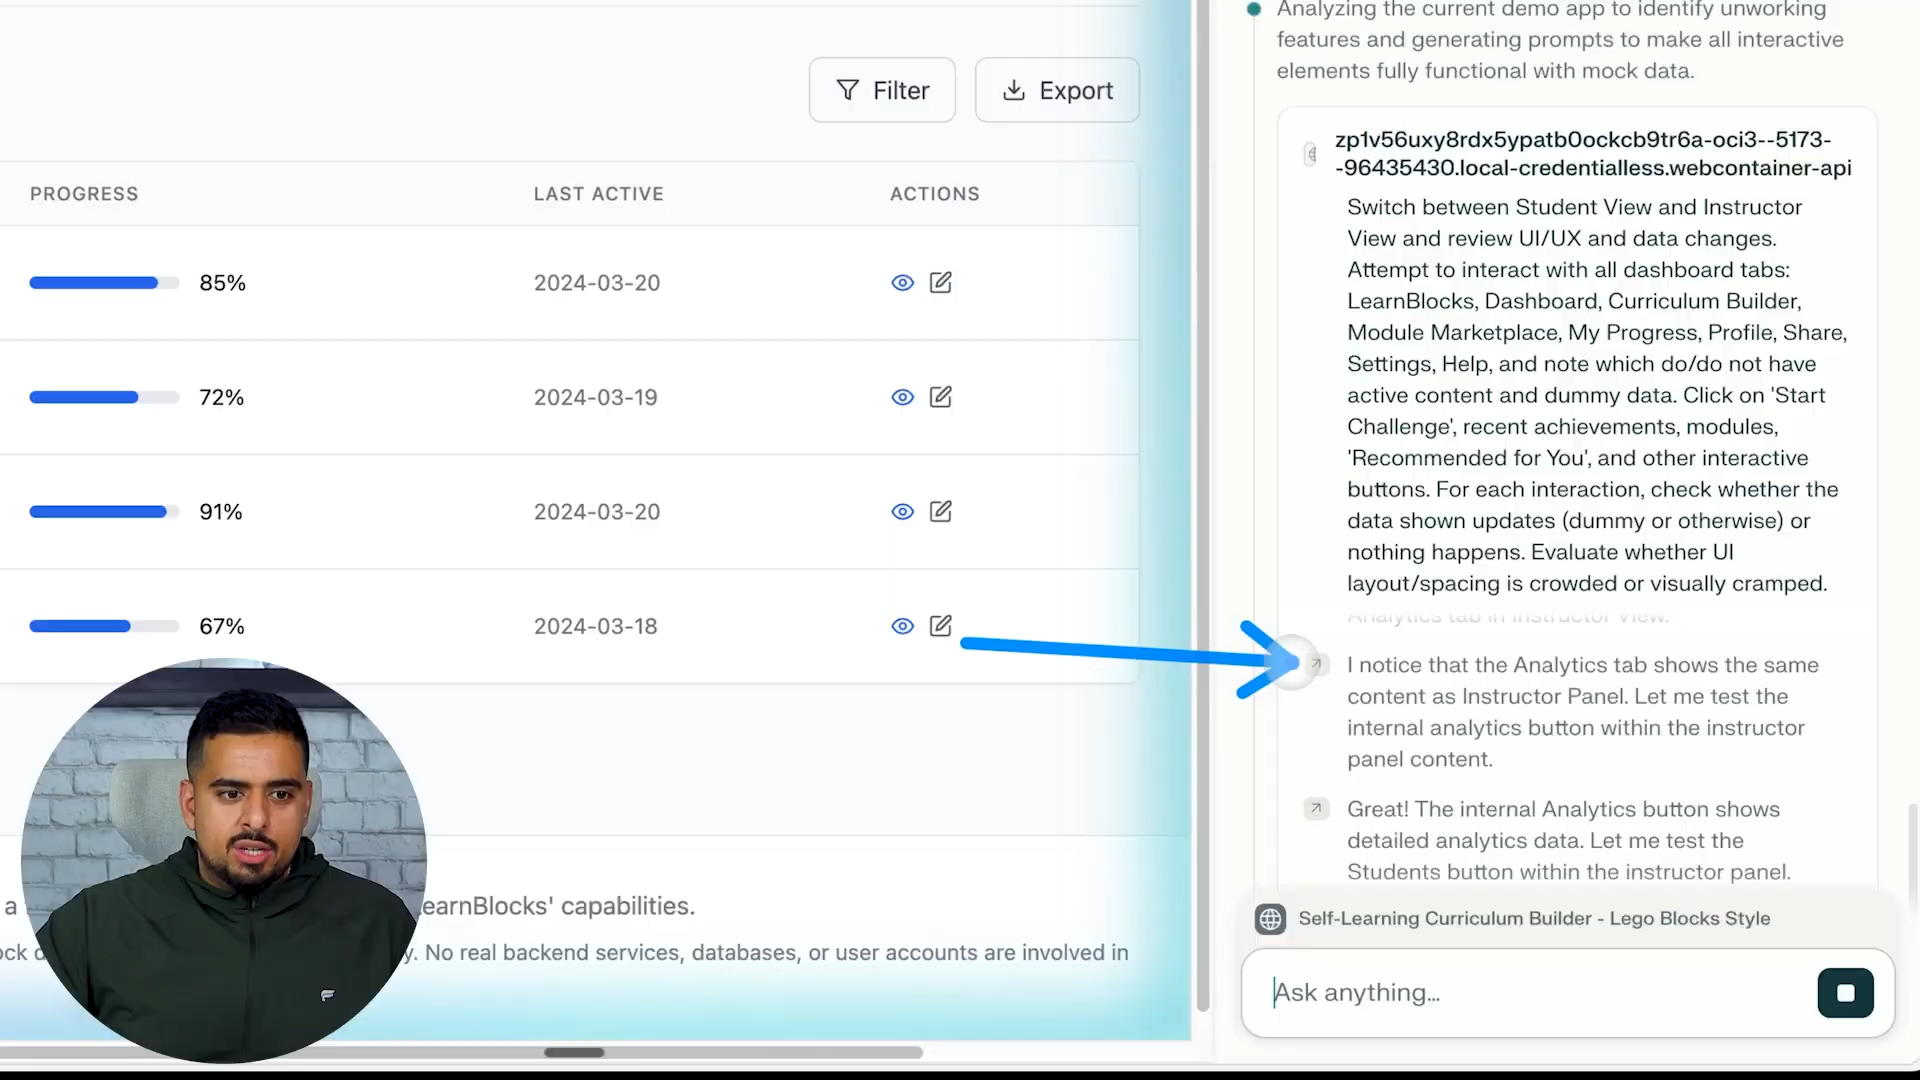 Filter
Export
PROGRESS
LAST ACTIVE
ACTIONS
85%
2024-03-20
72%
2024-03-19
91%
2024-03-20
67%
2024-03-18
a
earnBlocks' capabilities.
ock
y. No real backend services, databases, or user accounts are involved in
Analyzing the current demo app to identify unworking
features and generating prompts to make all interactive
elements fully functional with mock data.
zp1v56uxy8rdx5ypatb0ockcb9tr6a-oci3--5173-
-96435430.local-credentialless.webcontainer-api
Switch between Student View and Instructor
View and review UI/UX and data changes.
Attempt to interact with all dashboard tabs:
LearnBlocks, Dashboard, Curriculum Builder,
Module Marketplace, My Progress, Profile, Share,
Settings, Help, and note which do/do not have
active content and dummy data. Click on 'Start
Challenge', recent achievements, modules,
'Recommended for You', and other interactive
buttons. For each interaction, check whether the
data shown updates (dummy or otherwise) or
nothing happens. Evaluate whether UI
layout/spacing is crowded or visually cramped.
Analytics tab in Instructor View.
I notice that the Analytics tab shows the same
content as Instructor Panel. Let me test the
internal analytics button within the instructor
panel content.
Great! The internal Analytics button shows
detailed analytics data. Let me test the
Students button within the instructor panel.
Self-Learning Curriculum Builder - Lego Blocks Style
Ask anything…